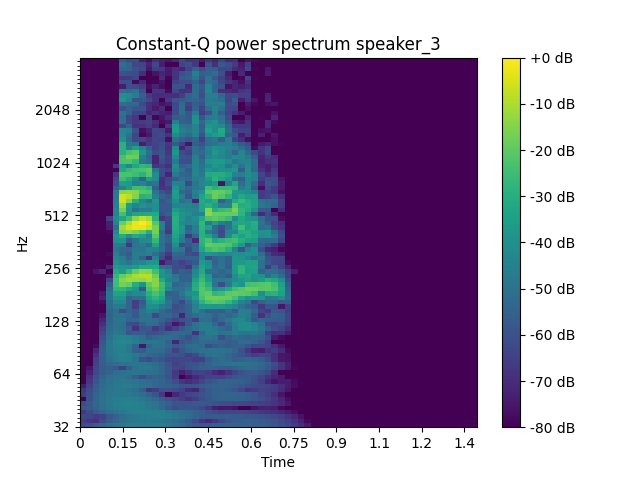 Constant-Q power spectrum speaker_3
Hz
2048
1024
512
256
128
64
32
0 0.15 0.3 0.45 0.6 0.75 0.9 1.1 1.2 1.4
Time
+0 dB
-10 dB
-20 dB
-30 dB
-40 dB
-50 dB
-60 dB
-70 dB
-80 dB